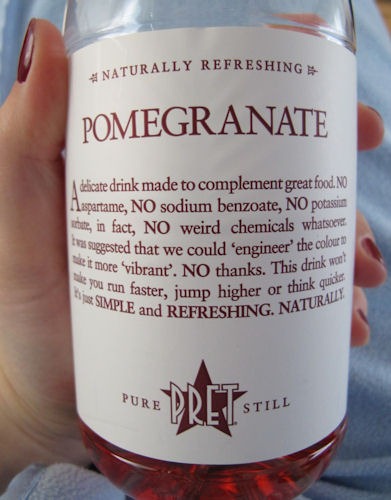 NATURALLY REFRESHING
POMEGRANATE
A delicate drink made to complement great food. NO
aspartame, NO sodium benzoate, NO potassium
sorbate, in fact, NO weird chemicals whatsoever.
It was suggested that we could 'engineer' the colour to
make it more 'vibrant'. NO thanks. This drink won't
make you run faster, jump higher or think quicker.
It's just SIMPLE and REFRESHING. NATURALLY.
PURE PRET STILL